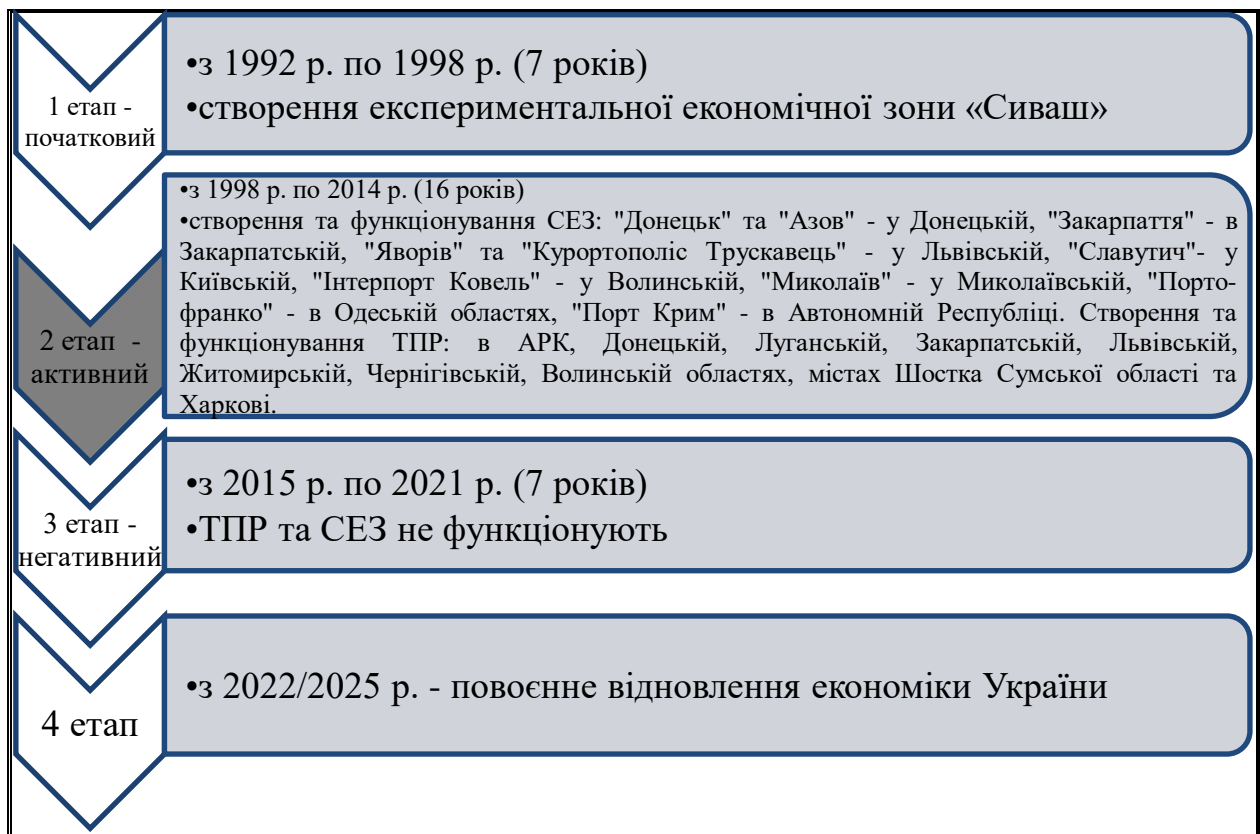 1 етап -
початковий
•з 1992 р. по 1998 р. (7 років)
•створення експериментальної економічної зони «Сиваш»
2 етап -
активний
•з 1998 р. по 2014 р. (16 років)
•створення та функціонування СЕЗ: "Донецьк" та "Азов" - у Донецькій, "Закарпаття" - в
Закарпатській, "Яворів" та "Курортополіс Трускавець" - у Львівській, "Славутич"- у
Київській, "Інтерпорт Ковель" - у Волинській, "Миколаїв" - у Миколаївській, "Порто-
франко" - в Одеській областях, "Порт Крим" - в Автономній Республіці. Створення та
функціонування ТПР: в АРК, Донецькій, Луганській, Закарпатській, Львівській,
Житомирській, Чернігівській, Волинській областях, містах Шостка Сумської області та
Харкові.
3 етап -
негативний
•з 2015 р. по 2021 р. (7 років)
•ТПР та СЕЗ не функціонують
4 етап
•з 2022/2025 р. - повоєнне відновлення економіки України